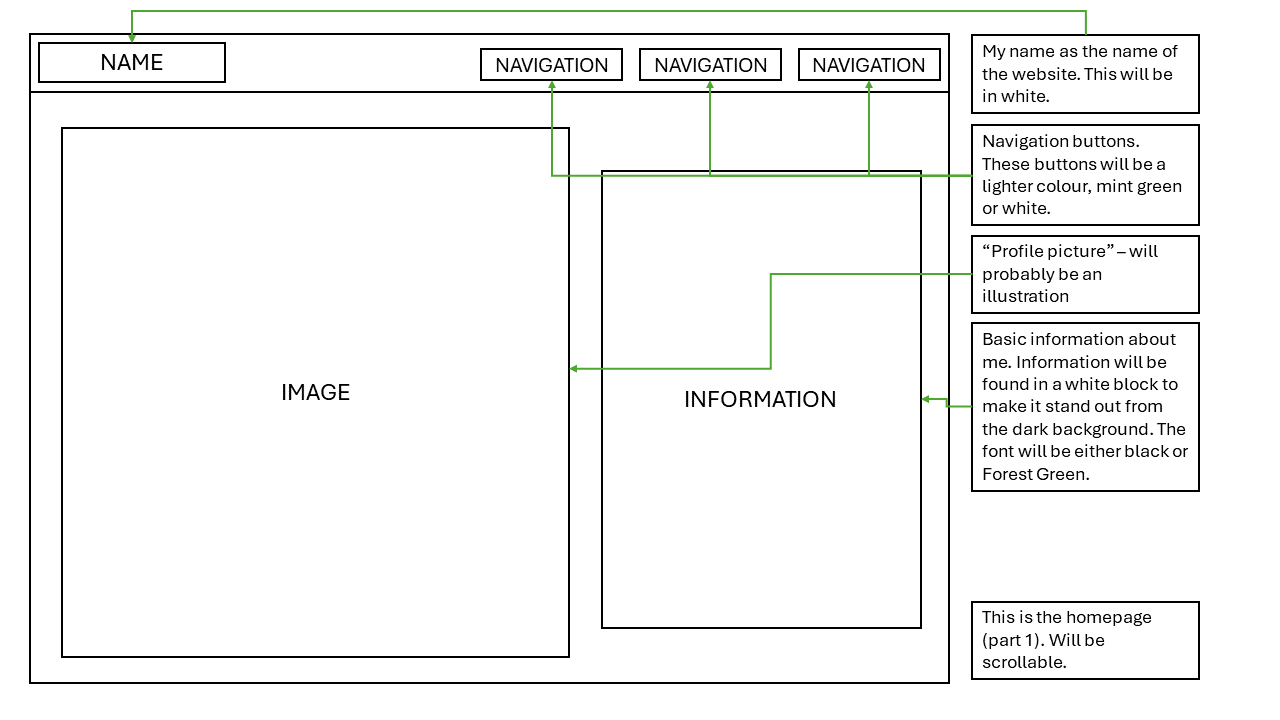 NAME
NAVIGATION
NAVIGATION
NAVIGATION
IMAGE
INFORMATION
My name as the name of
the website. This will be
in white.
Navigation buttons.
These buttons will be a
lighter colour, mint green
or white.
“Profile picture” – will
probably be an
illustration
Basic information about
me. Information will be
found in a white block to
make it stand out from
the dark background. The
font will be either black or
Forest Green.
This is the homepage
(part 1). Will be
scrollable.